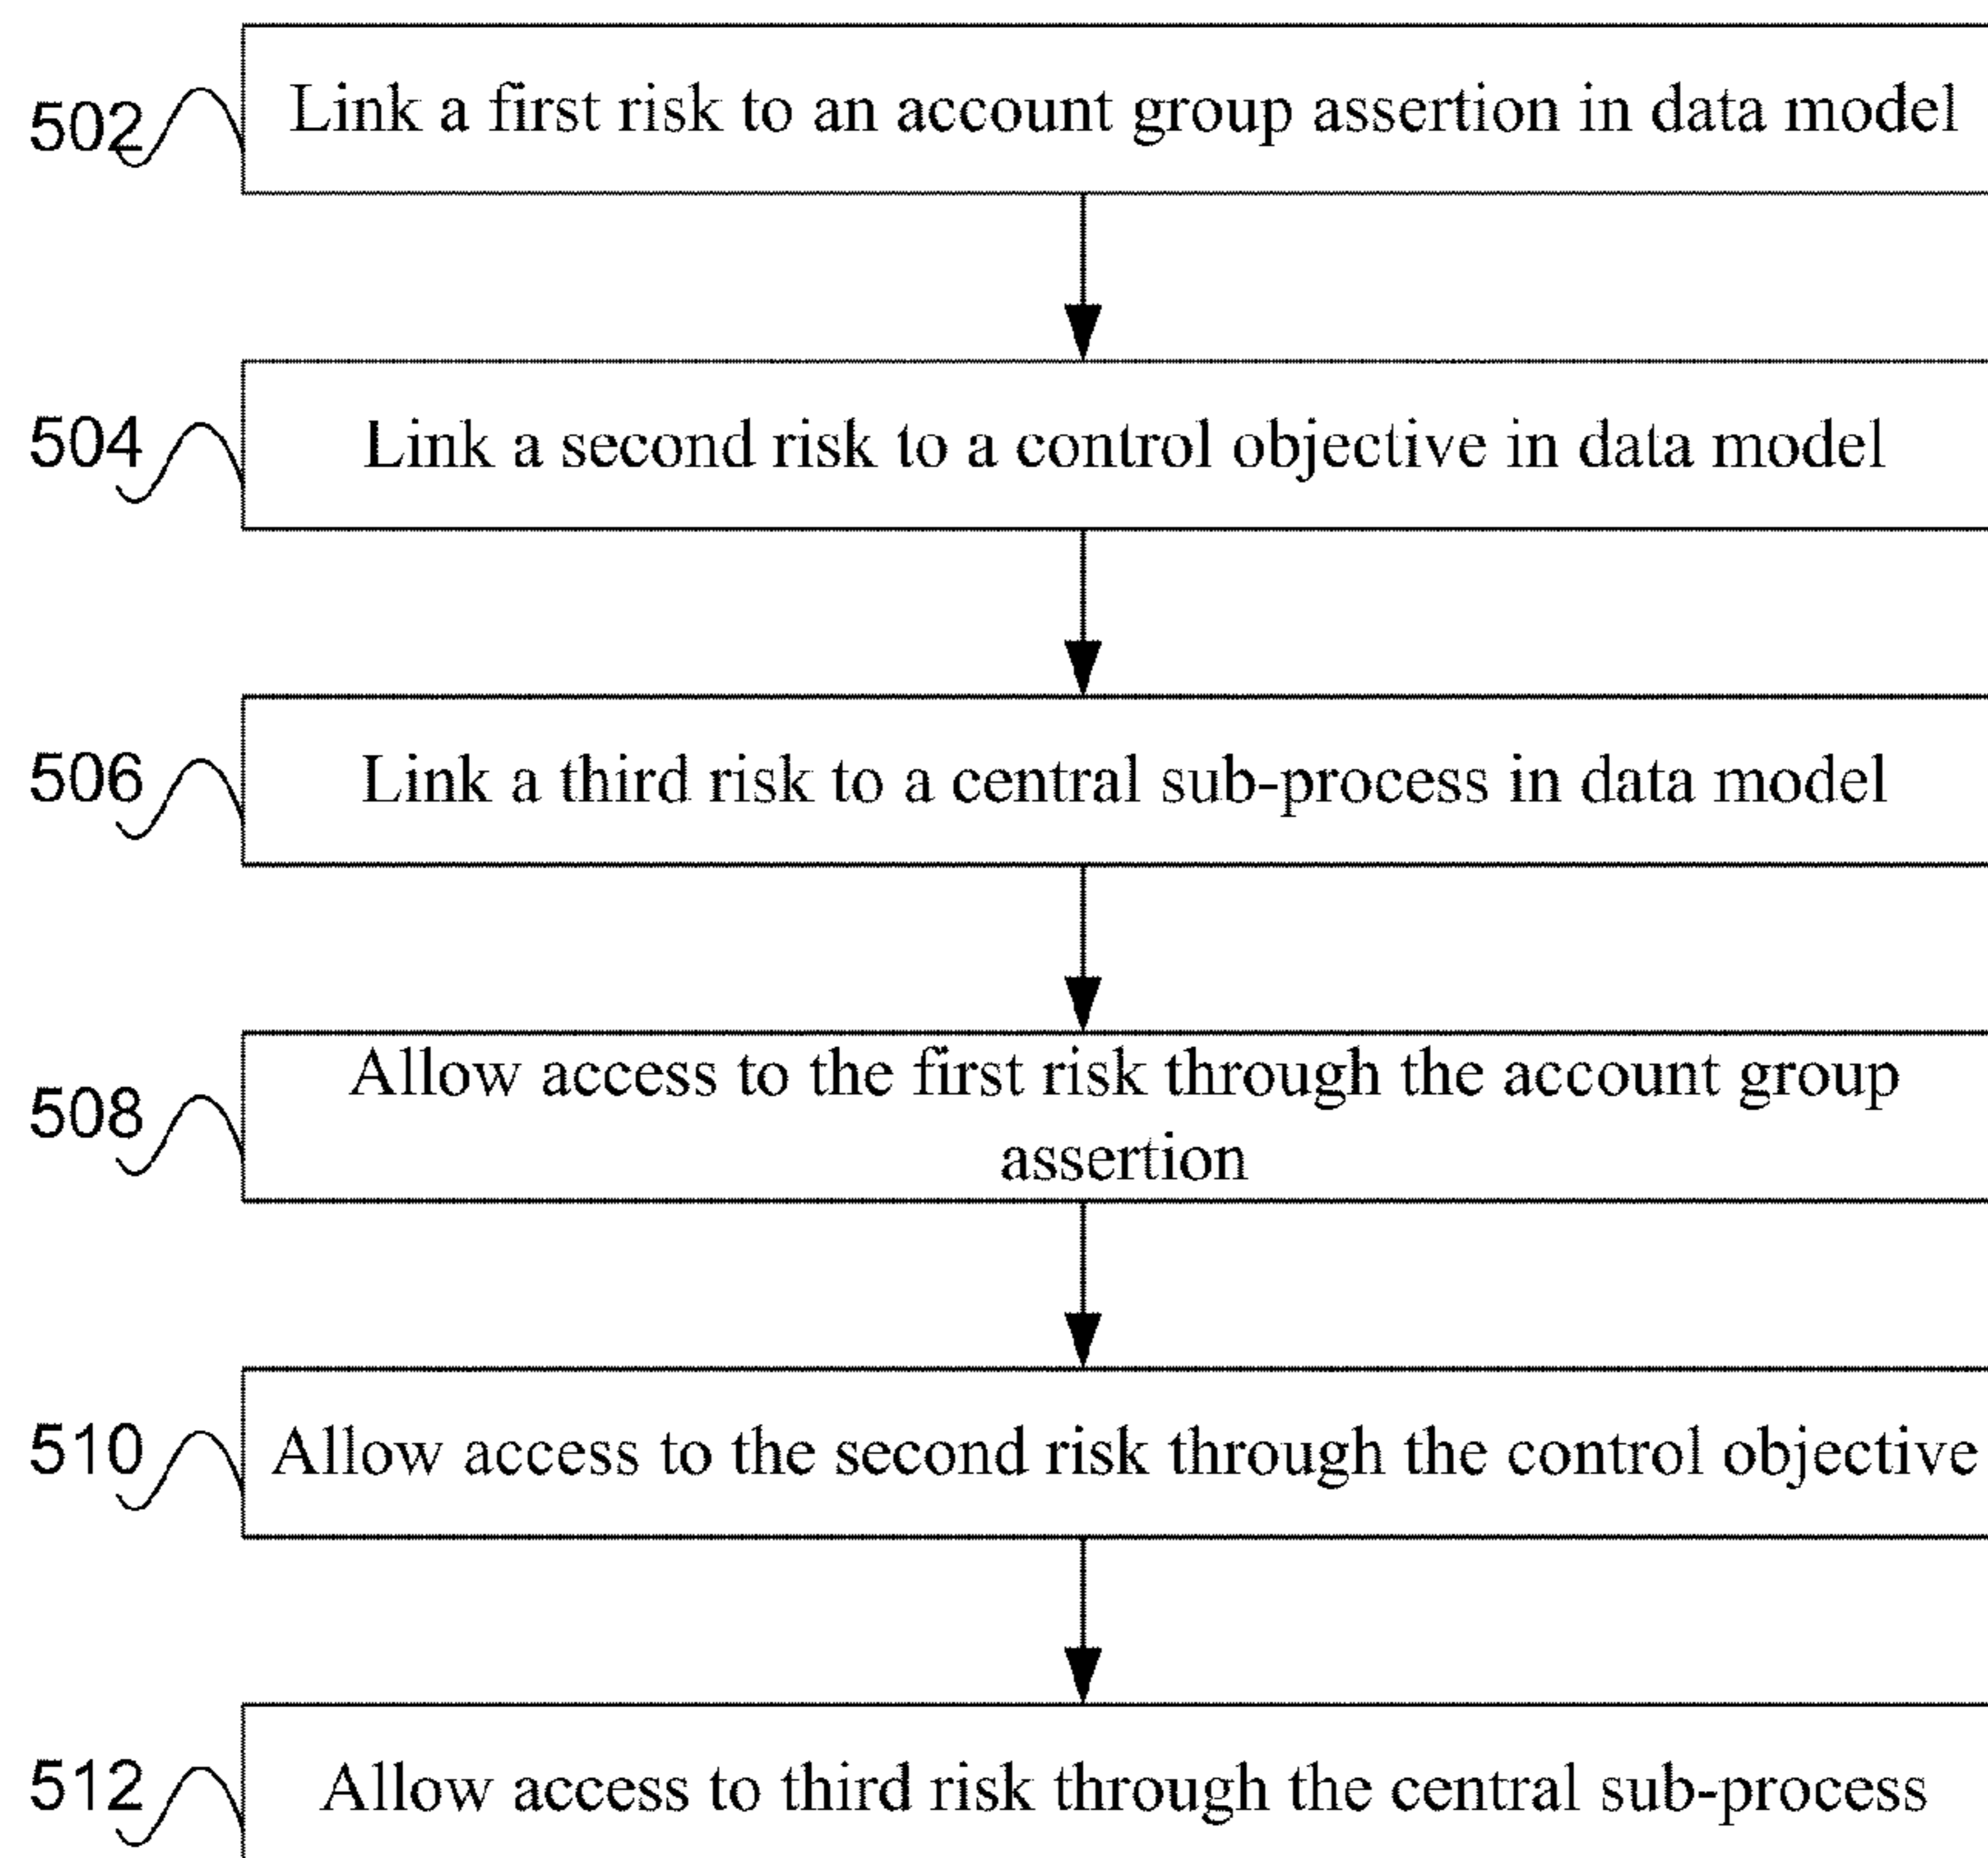 502
Link a first risk to an account group assertion in data model
504
Link a second risk to a control objective in data model
506
Link a third risk to a central sub-process in data model
508
Allow access to the first risk through the account group
assertion
510
Allow access to the second risk through the control objective
512
Allow access to third risk through the central sub-process